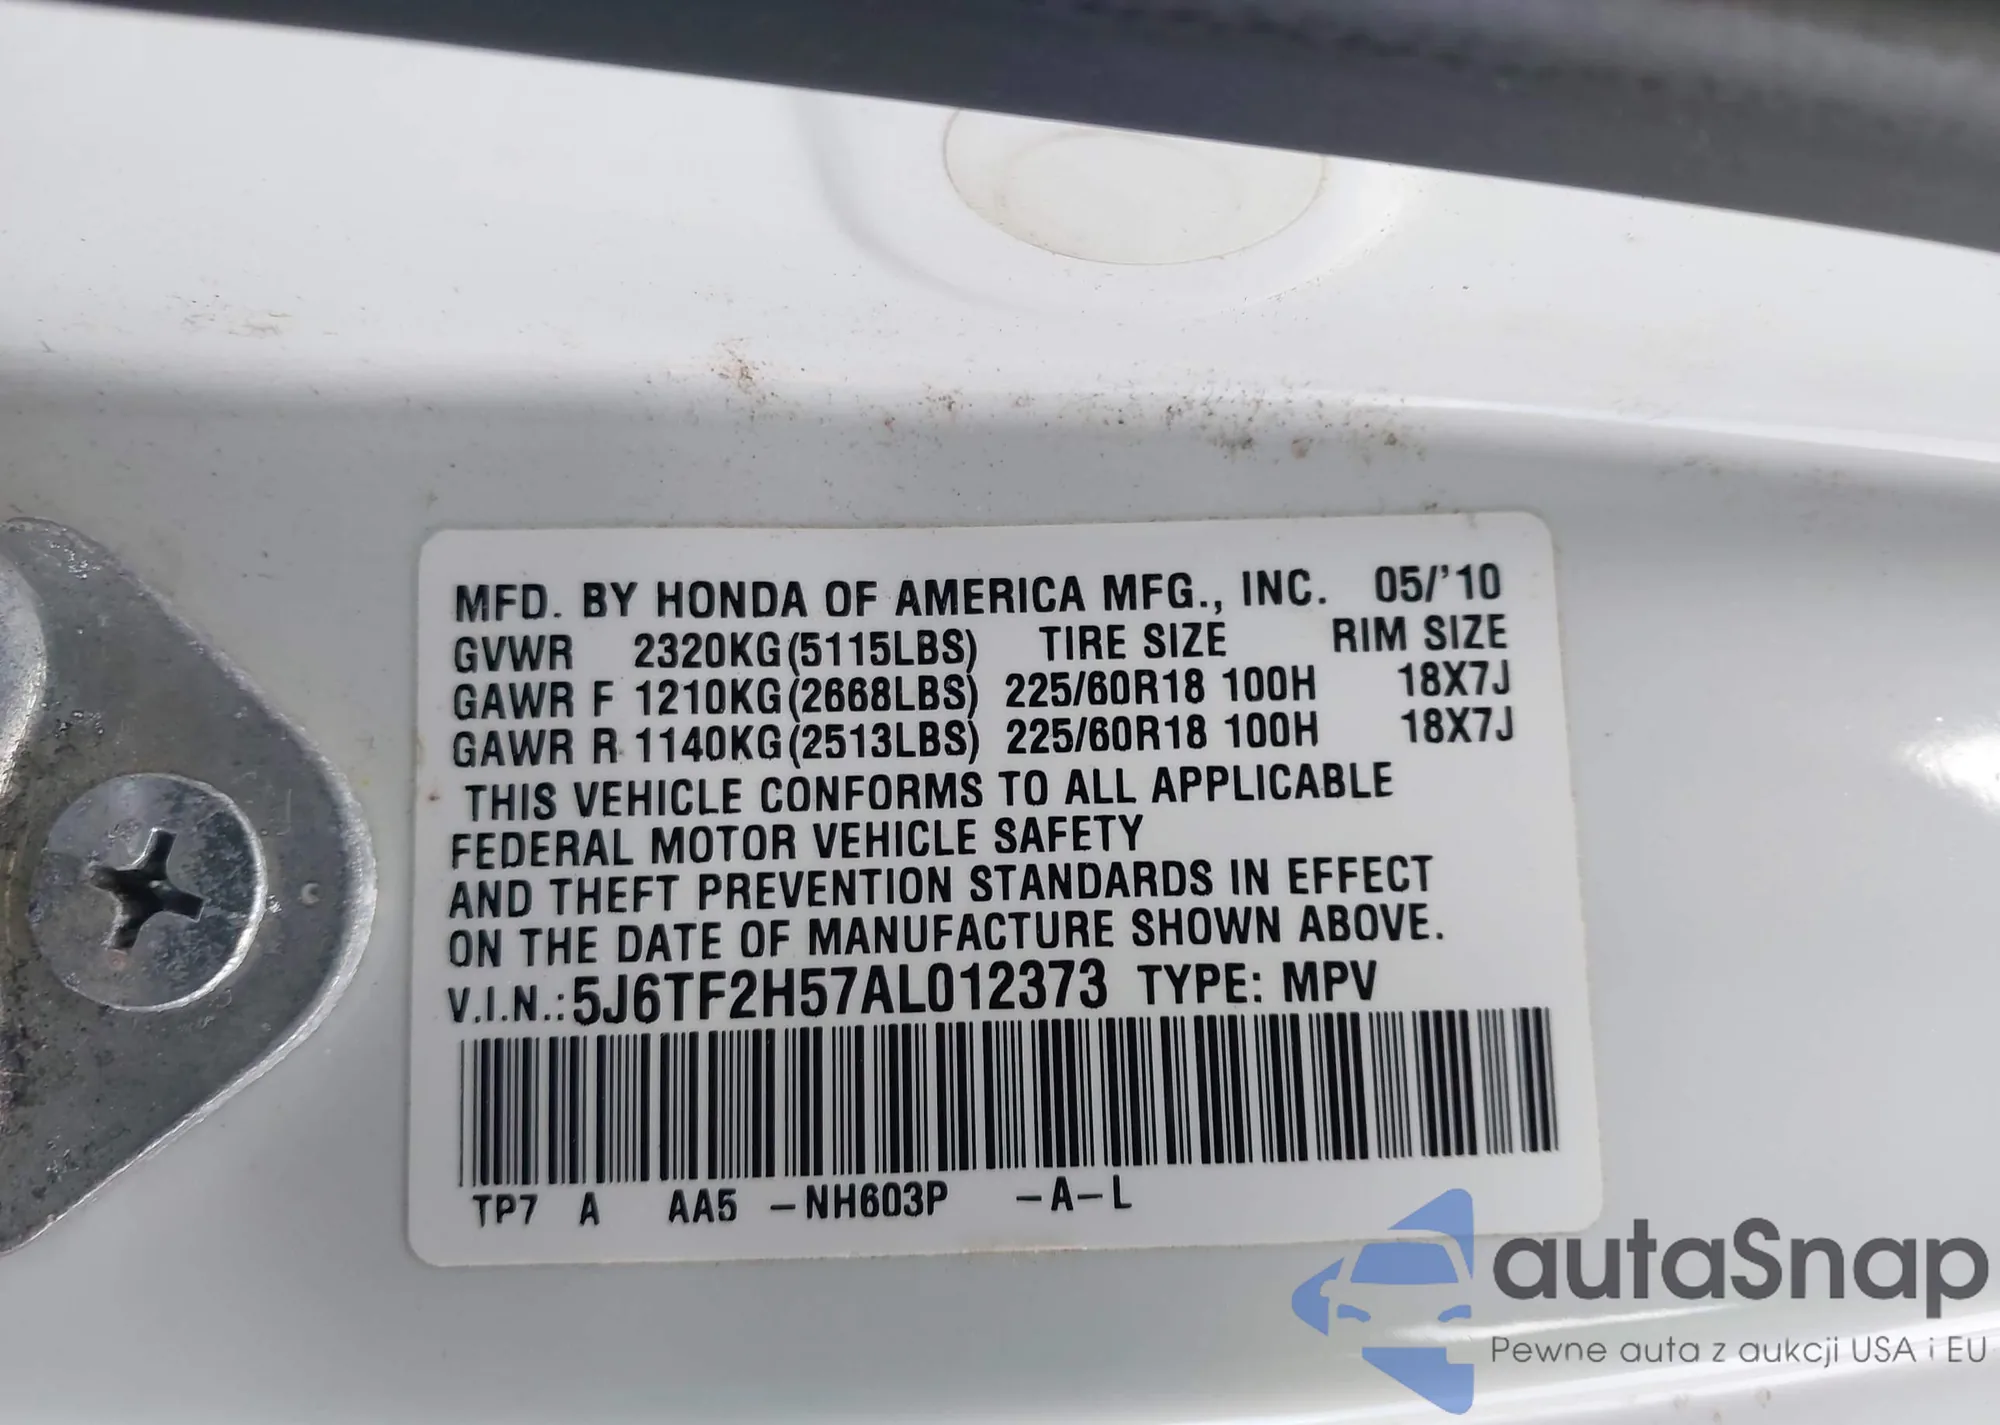 MFD. BY HONDA OF AMERICA MFG., INC. 05/'10
GVWR 2320KG(5115LBS) TIRE SIZE RIM SIZE
GAWR F 1210KG(2668LBS) 225/60R18 100H 18X7J
GAWR R 1140KG(2513LBS) 225/60R18 100H 18X7J
THIS VEHICLE CONFORMS TO ALL APPLICABLE
FEDERAL MOTOR VEHICLE SAFETY
AND THEFT PREVENTION STANDARDS IN EFFECT
ON THE DATE OF MANUFACTURE SHOWN ABOVE.
V.I.N.: 5J6TF2H57AL012373 TYPE: MPV
TP7 A AA5 -NH603P -A-L
autaSnap
Pewne auta z aukcji USA i EU